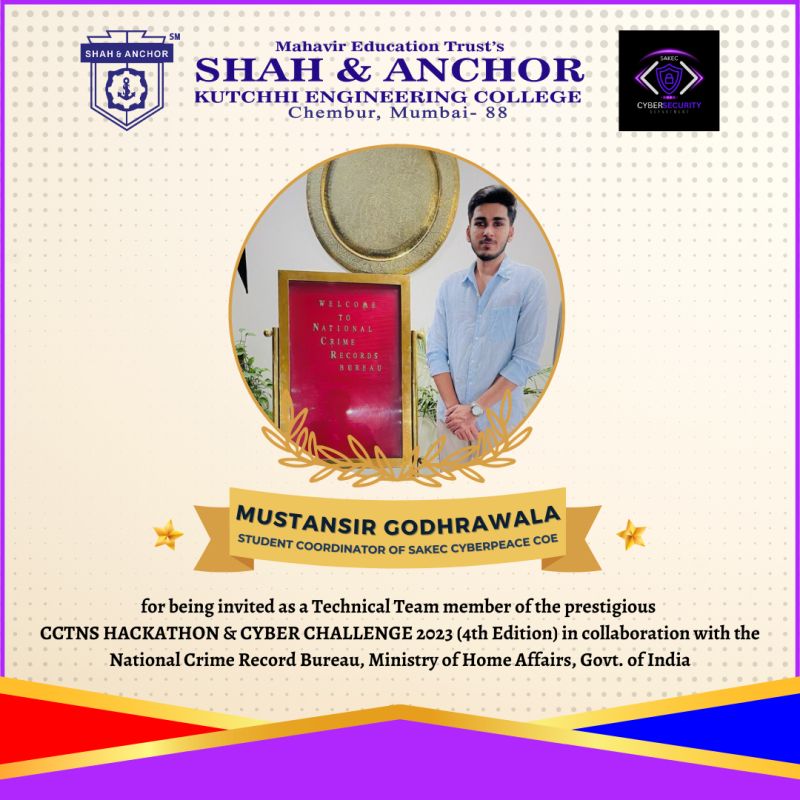 SM
SHAH & ANCHOR
Mahavir Education Trust's
SHAH & ANCHOR
KUTCHHI ENGINEERING COLLEGE
Chembur, Mumbai- 88
SAKEC
CYBERSECURITY
DEPARTMENT
WELCOME
TO
NATIONAL
CRIME
RECORDS
BUREAU
MUSTANSIR GODHRAWALA
STUDENT COORDINATOR OF SAKEC CYBERPEACE COE
for being invited as a Technical Team member of the prestigious
CCTNS HACKATHON & CYBER CHALLENGE 2023 (4th Edition) in collaboration with the
National Crime Record Bureau, Ministry of Home Affairs, Govt. of India